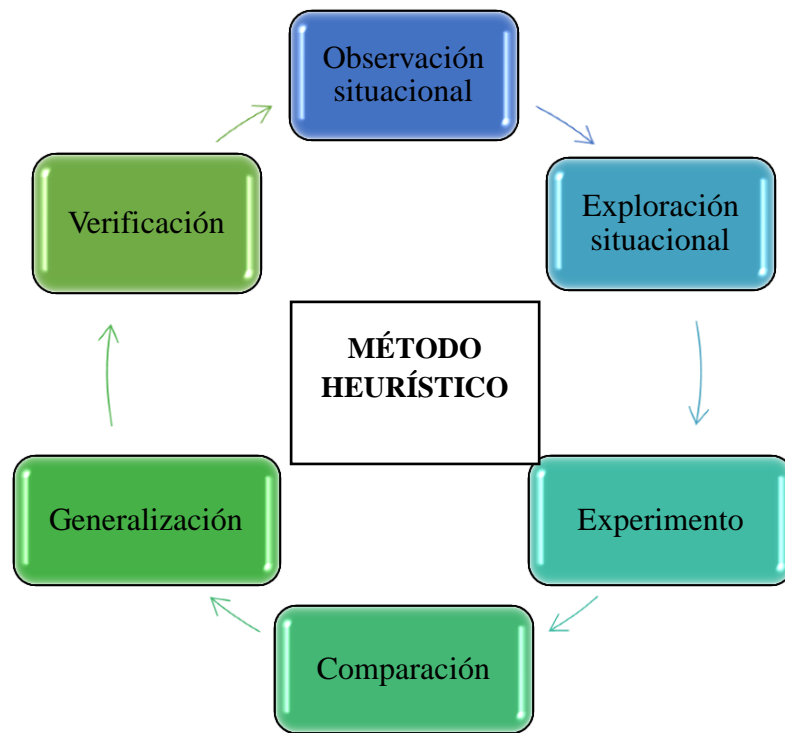 Observación
situacional
Exploración
situacional
Experimento
Comparación
Generalización
Verificación
MÉTODO
HEURÍSTICO